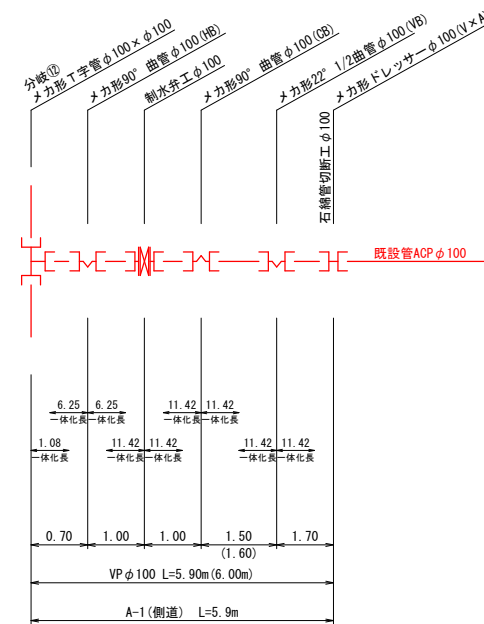 分岐⑫
メカ形T字管φ100×φ100
メカ形90° 曲管φ100(HB)
制水弁工φ100
メカ形90° 曲管φ100(CB)
メカ形22° 1/2曲管φ100(VB)
石綿管切断工φ100
メカ形ドレッサーφ100(V×A
既設管ACPφ100
6.25 6.25 11.42 11.42
一体化長 一体化長 一体化長 一体化長
1.08 11.42 11.42 11.42 11.42
一体化長 一体化長 一体化長 一体化長 一体化長
0.70 1.00 1.00 1.50 1.70
(1.60)
VPφ100 L=5.90m(6.00m)
A-1(側道) L=5.9m